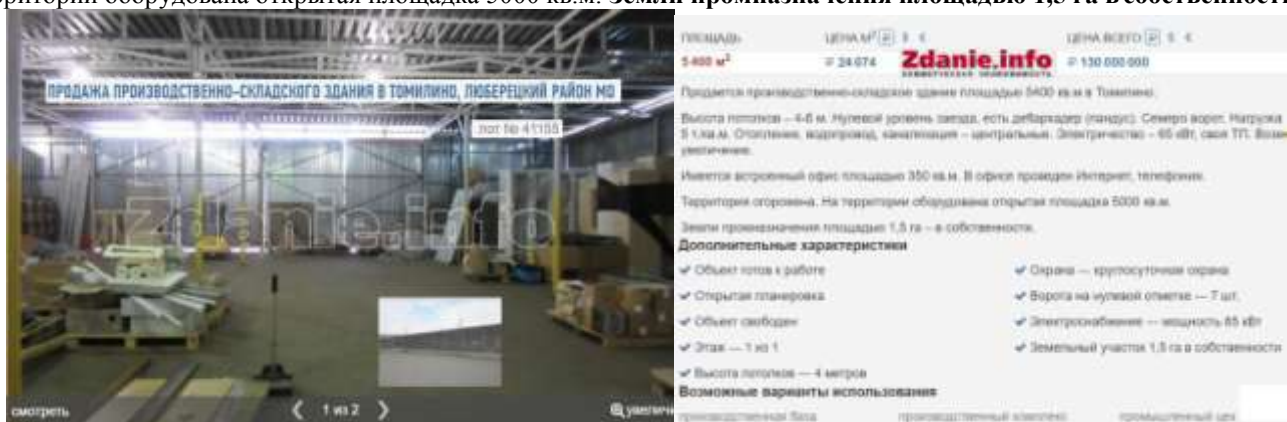 территории оборудована открытая площадка 5000 кв.м. Земли промназначения площадью 1,5 га в собственности
ПРОДАЖА ПРОИЗВОДСТВЕННО-СКЛАДСКОГО ЗДАНИЯ В ТОМИЛИНО, ЛЮБЕРЕЦКИЙ РАЙОН МО
лот № 41155
Zdanie.info
смотреть
1 из 2
увеличи
ПЛОЩАДЬ ЦЕНА М² ₽ $ € ЦЕНА ВСЕГО ₽ $ €
5 400 м² ₽ 24 074 Zdanie.info ₽ 130 000 000
Продается производственно-складское здание площадью 5400 кв.м в Томилино.
Высота потолков – 4-6 м. Нулевой уровень заезда, есть дебаркадер (пандус). Семеро ворот. Нагрузка
5 т./кв.м. Отопление, водопровод, канализация – центральные. Электричество – 65 кВт, своя ТП. Возм
увеличение.
Имеется встроенный офис площадью 350 кв.м. В офисе проведен Интернет, телефония.
Территория огорожена. На территории оборудована открытая площадка 5000 кв.м.
Земли промназначения площадью 1,5 га – в собственности.
Дополнительные характеристики
Объект готов к работе
Охрана — круглосуточная охрана
Открытая планировка
Ворота на нулевой отметке — 7 шт.
Объект свободен
Электроснабжение — мощность 65 кВт
Этаж — 1 из 1
Земельный участок 1,5 га в собственности
Высота потолков — 4 метров
Возможные варианты использования
производственная база производственный комплекс промышленный цех